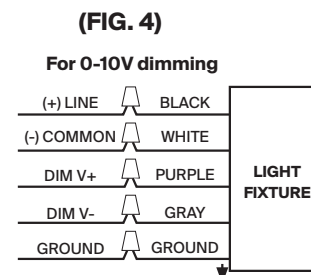 (FIG. 4)
For 0-10V dimming
(+) LINE BLACK
(-) COMMON WHITE
DIM V+ PURPLE
DIM V- GRAY
GROUND GROUND
LIGHT
FIXTURE